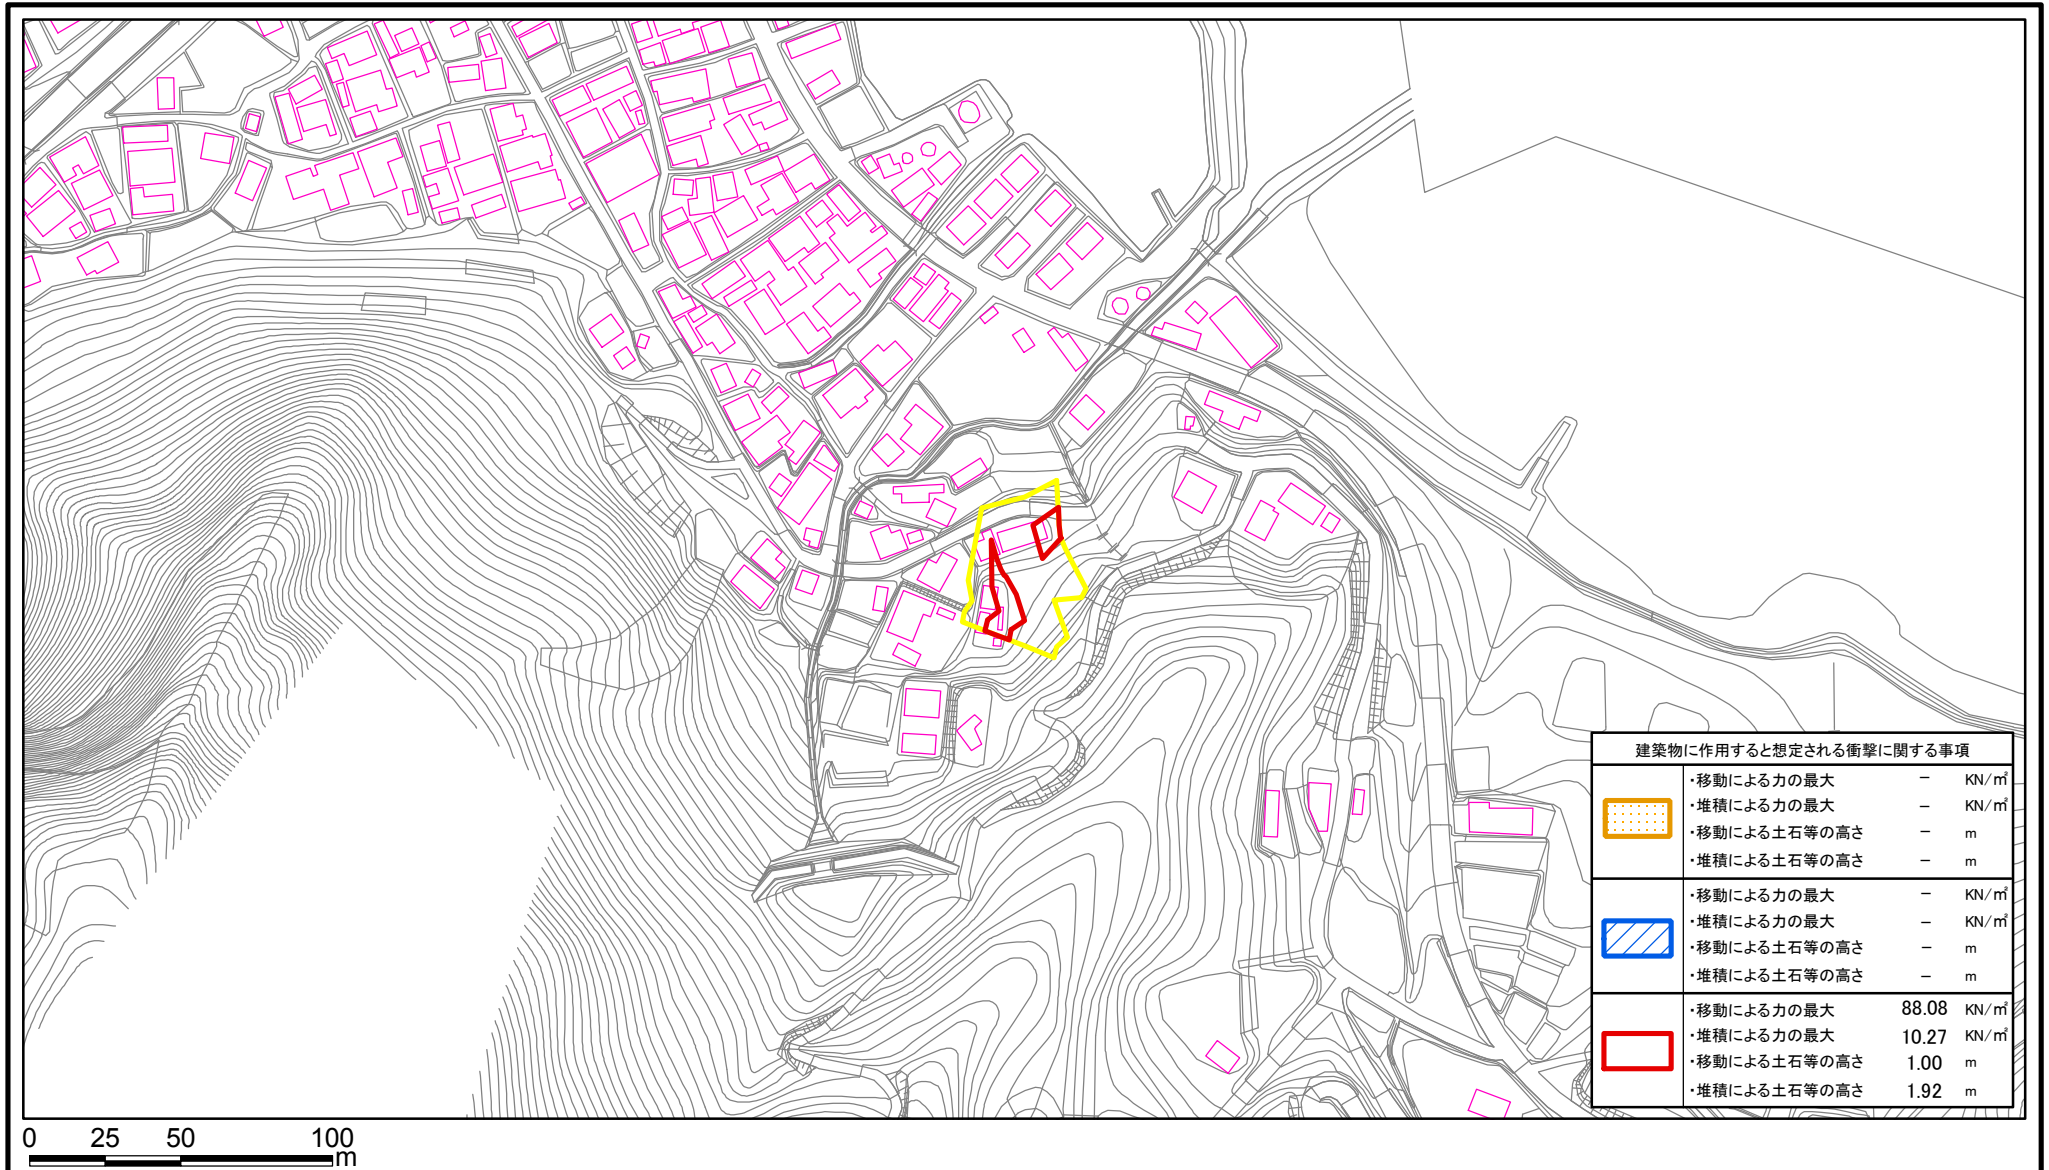 建築物に作用すると想定される衝撃に関する事項
・移動による力の最大 － KN/㎡
・堆積による力の最大 － KN/㎡
・移動による土石等の高さ － m
・堆積による土石等の高さ － m
・移動による力の最大 － KN/㎡
・堆積による力の最大 － KN/㎡
・移動による土石等の高さ － m
・堆積による土石等の高さ － m
・移動による力の最大 88.08 KN/㎡
・堆積による力の最大 10.27 KN/㎡
・移動による土石等の高さ 1.00 m
・堆積による土石等の高さ 1.92 m
0 25 50 100
m